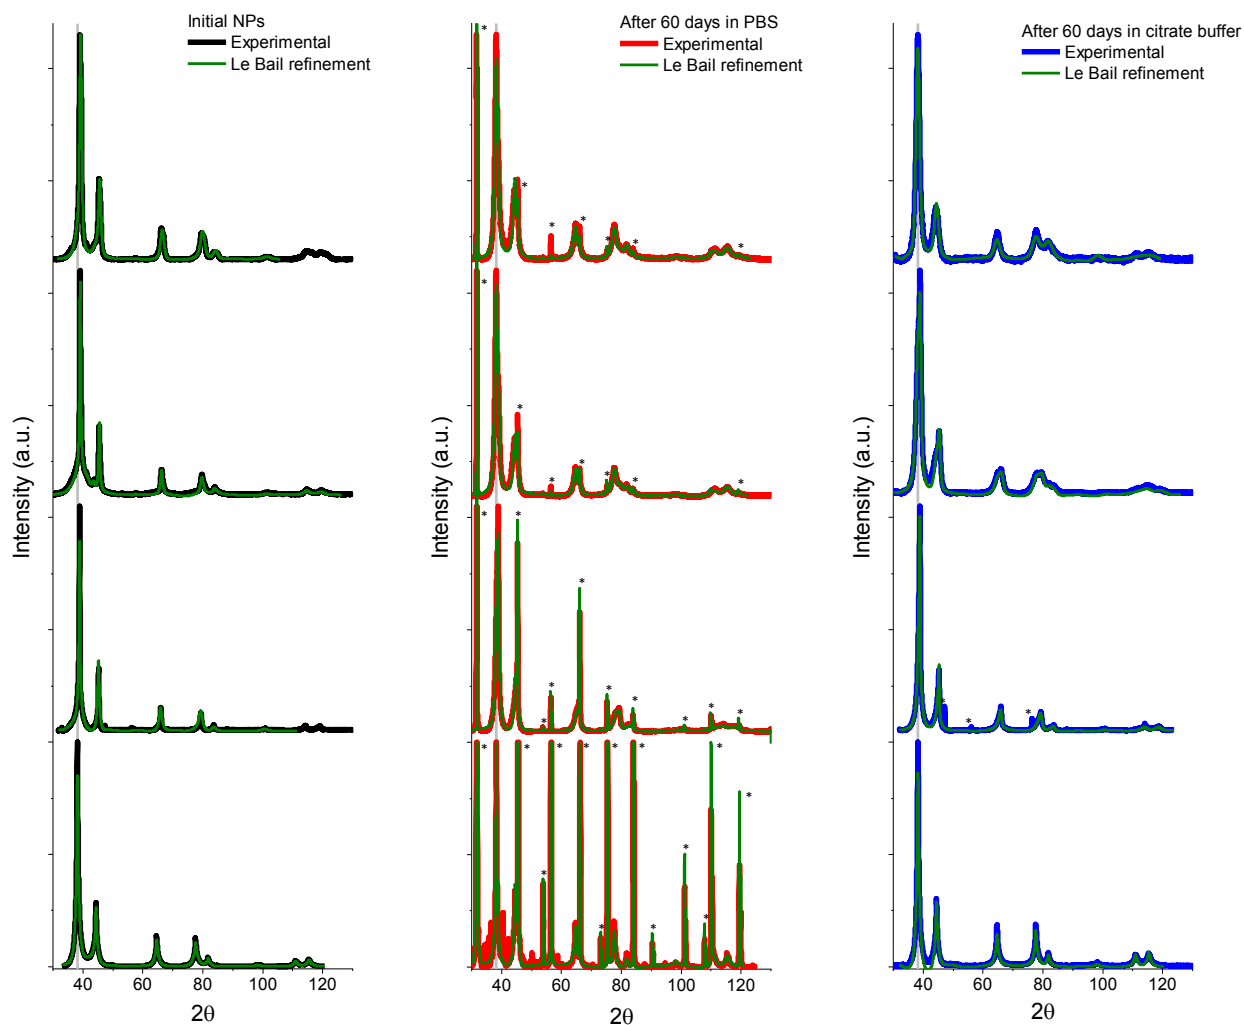 Initial NPs
Experimental
Le Bail refinement
After 60 days in PBS
Experimental
Le Bail refinement
After 60 days in citrate buffer
Experimental
Le Bail refinement
Intensity (a.u.)
Intensity (a.u.)
Intensity (a.u.)
* * * * * * * *
* * * * * * *
* * * * * * * * * *
* * *
* * * * * * * * * * * *
40 60 80 100 120
40 60 80 100 120
40 60 80 100 120
2θ
2θ
2θ